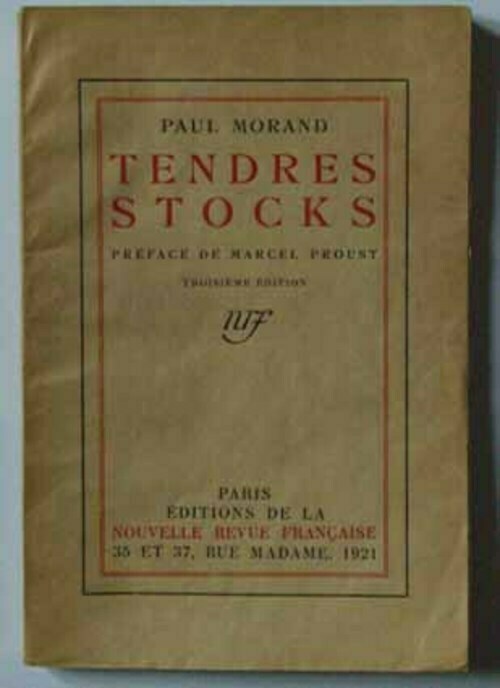 PAUL MORAND
TENDRES
STOCKS
PRÉFACE DE MARCEL PROUST
TROISIÈME ÉDITION
nrf
PARIS
ÉDITIONS DE LA
NOUVELLE REVUE FRANÇAISE
35 ET 37, RUE MADAME. 1921